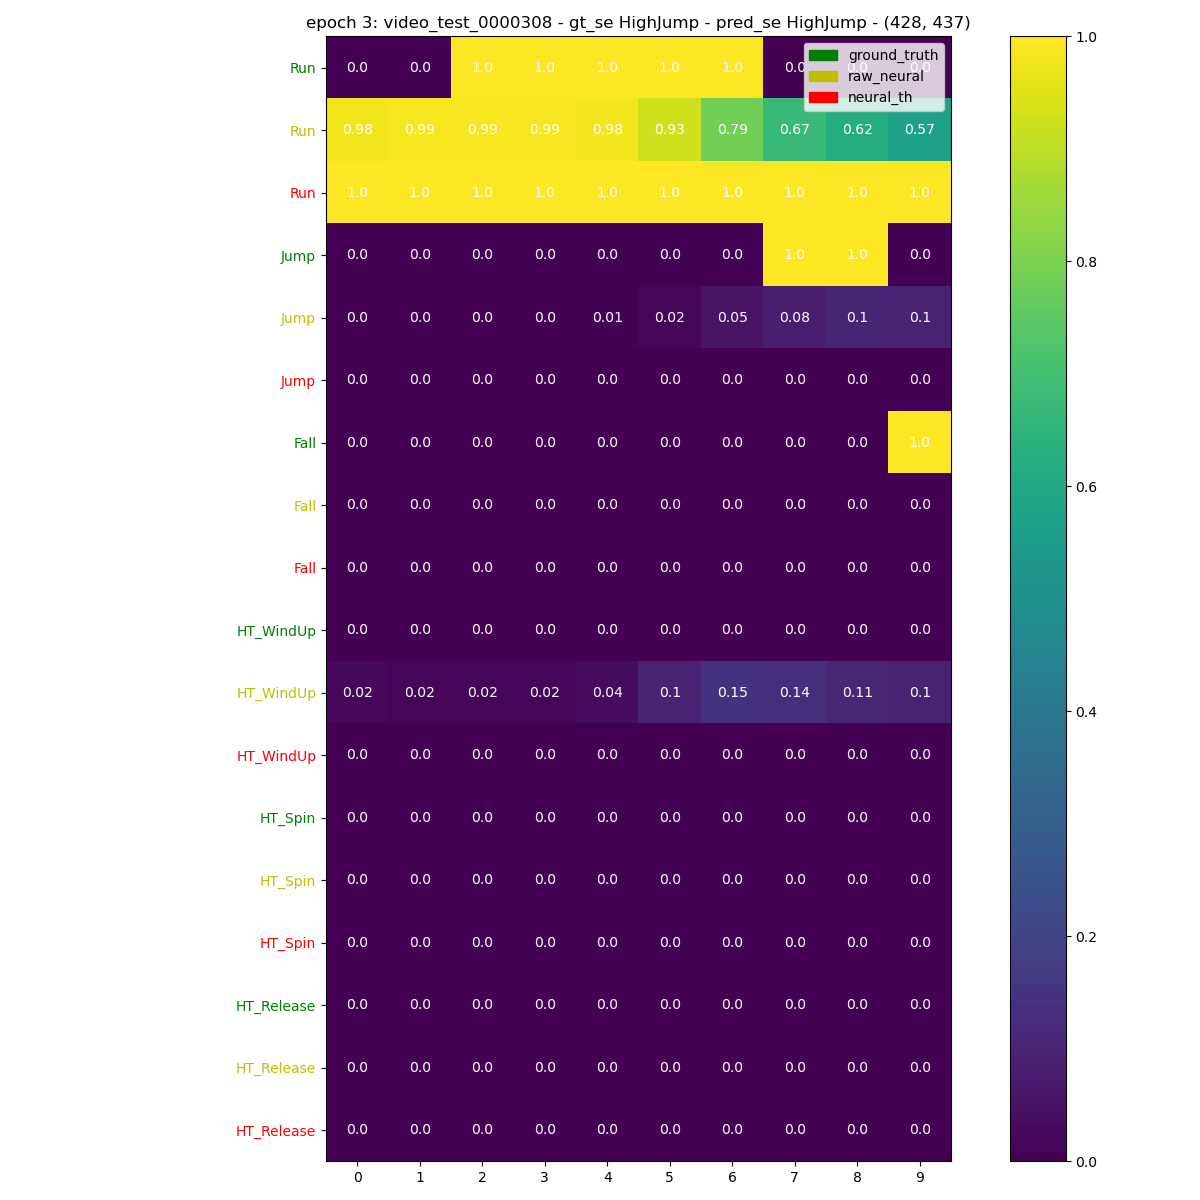 epoch 3: video_test_0000308 - gt_se HighJump - pred_se HighJump - (428, 437)
ground_truth
raw_neural
neural_th
Run 0.0 0.0 1.0 1.0 1.0 1.0 1.0 0.0 0.0 0.0
Run 0.98 0.99 0.99 0.99 0.98 0.93 0.79 0.67 0.62 0.57
Run 1.0 1.0 1.0 1.0 1.0 1.0 1.0 1.0 1.0 1.0
Jump 0.0 0.0 0.0 0.0 0.0 0.0 0.0 1.0 1.0 0.0
Jump 0.0 0.0 0.0 0.0 0.01 0.02 0.05 0.08 0.1 0.1
Jump 0.0 0.0 0.0 0.0 0.0 0.0 0.0 0.0 0.0 0.0
Fall 0.0 0.0 0.0 0.0 0.0 0.0 0.0 0.0 0.0 1.0
Fall 0.0 0.0 0.0 0.0 0.0 0.0 0.0 0.0 0.0 0.0
Fall 0.0 0.0 0.0 0.0 0.0 0.0 0.0 0.0 0.0 0.0
HT_WindUp 0.0 0.0 0.0 0.0 0.0 0.0 0.0 0.0 0.0 0.0
HT_WindUp 0.02 0.02 0.02 0.02 0.04 0.1 0.15 0.14 0.11 0.1
HT_WindUp 0.0 0.0 0.0 0.0 0.0 0.0 0.0 0.0 0.0 0.0
HT_Spin 0.0 0.0 0.0 0.0 0.0 0.0 0.0 0.0 0.0 0.0
HT_Spin 0.0 0.0 0.0 0.0 0.0 0.0 0.0 0.0 0.0 0.0
HT_Spin 0.0 0.0 0.0 0.0 0.0 0.0 0.0 0.0 0.0 0.0
HT_Release 0.0 0.0 0.0 0.0 0.0 0.0 0.0 0.0 0.0 0.0
HT_Release 0.0 0.0 0.0 0.0 0.0 0.0 0.0 0.0 0.0 0.0
HT_Release 0.0 0.0 0.0 0.0 0.0 0.0 0.0 0.0 0.0 0.0
0 1 2 3 4 5 6 7 8 9
1.0
0.8
0.6
0.4
0.2
0.0